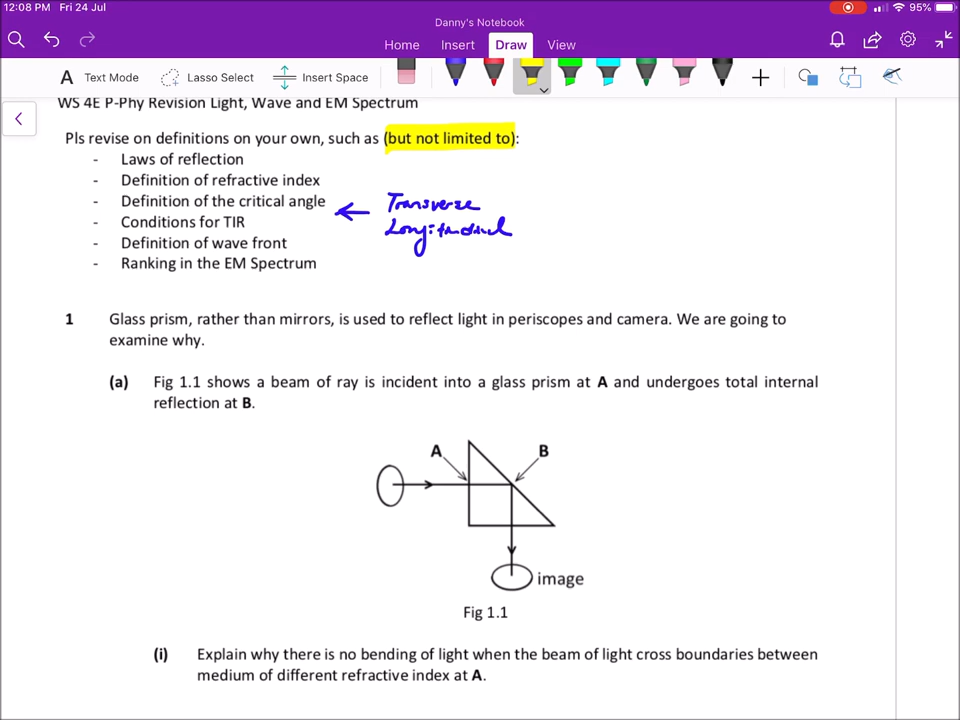 12:08 PM Fri 24 Jul
95%
Danny's Notebook
Home Insert Draw View
A Text Mode Lasso Select Insert Space
WS 4E P-Phy Revision Light, Wave and EM Spectrum
Pls revise on definitions on your own, such as (but not limited to):
- Laws of reflection
- Definition of refractive index
- Definition of the critical angle
- Conditions for TIR
- Definition of wave front
- Ranking in the EM Spectrum
Transverse
Longitudinal
1 Glass prism, rather than mirrors, is used to reflect light in periscopes and camera. We are going to
examine why.
(a) Fig 1.1 shows a beam of ray is incident into a glass prism at A and undergoes total internal
reflection at B.
A B
image
Fig 1.1
(i) Explain why there is no bending of light when the beam of light cross boundaries between
medium of different refractive index at A.